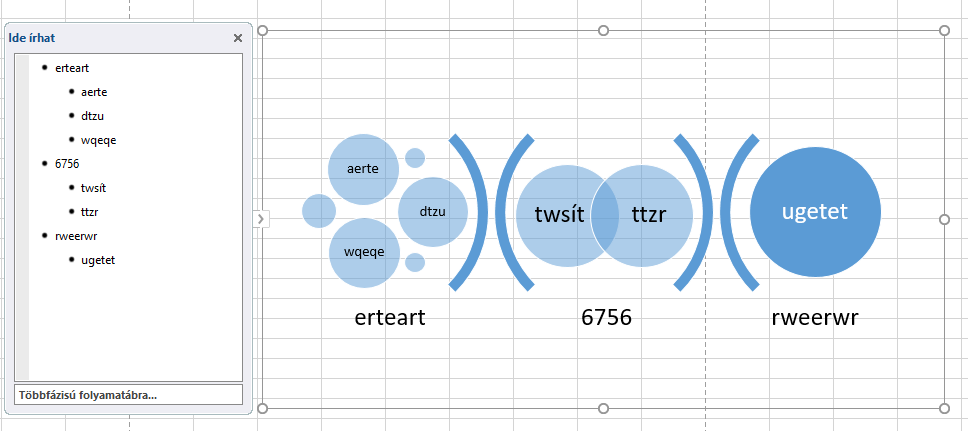 Ide írhat
erteart
aerte
dtzu
wqeqe
6756
twsít
ttzr
rweerwr
ugetet
Többfázisú folyamatábra...
aerte
dtzu
wqeqe
twsít
ttzr
ugetet
erteart
6756
rweerwr